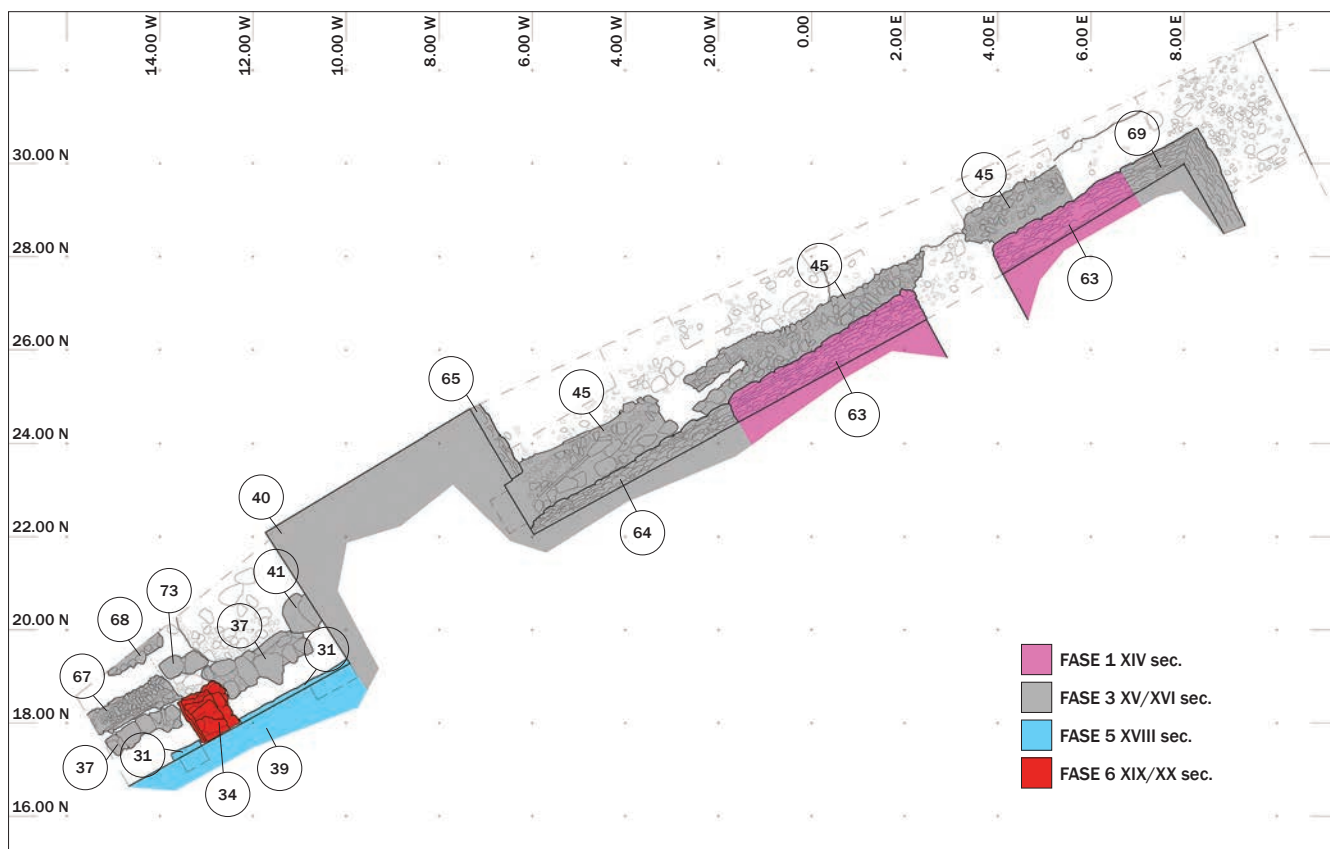 14.00 W
12.00 W
10.00 W
8.00 W
6.00 W
4.00 W
2.00 W
0.00
2.00 E
4.00 E
6.00 E
8.00 E
30.00 N
28.00 N
26.00 N
24.00 N
22.00 N
20.00 N
18.00 N
16.00 N
69
45
63
45
63
65
45
64
40
41
73
37
68
31
67
37
31
34
39
FASE 1 XIV sec.
FASE 3 XV/XVI sec.
FASE 5 XVIII sec.
FASE 6 XIX/XX sec.